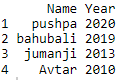 Name Year
1 pushpa 2020
2 bahubali 2019
3 jumanji 2013
4 Avtar 2010